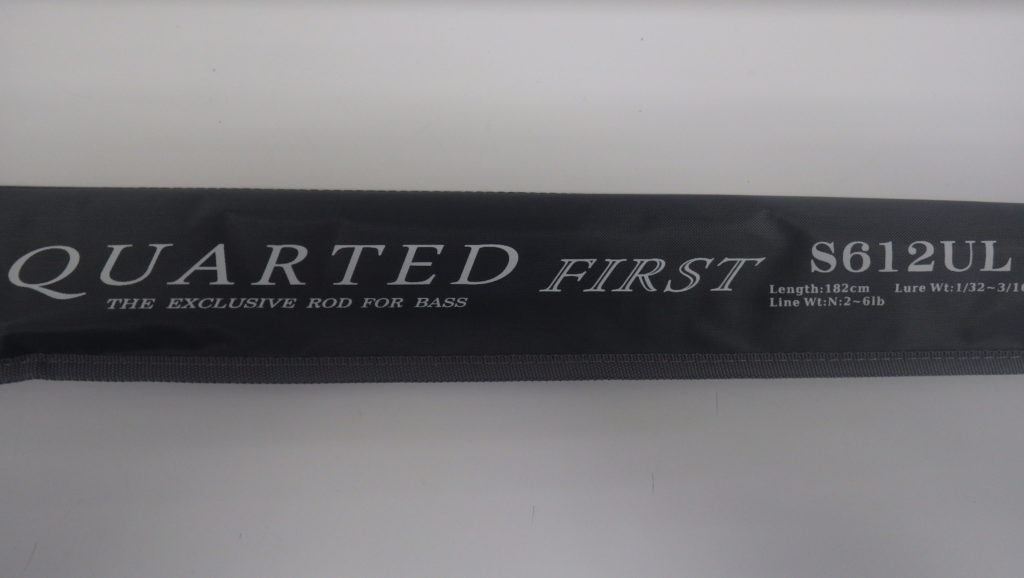 QUARTED FIRST S612UL
THE EXCLUSIVE ROD FOR BASS
Length:182cm Lure Wt:1/32~3/16
Line Wt:N:2~6lb